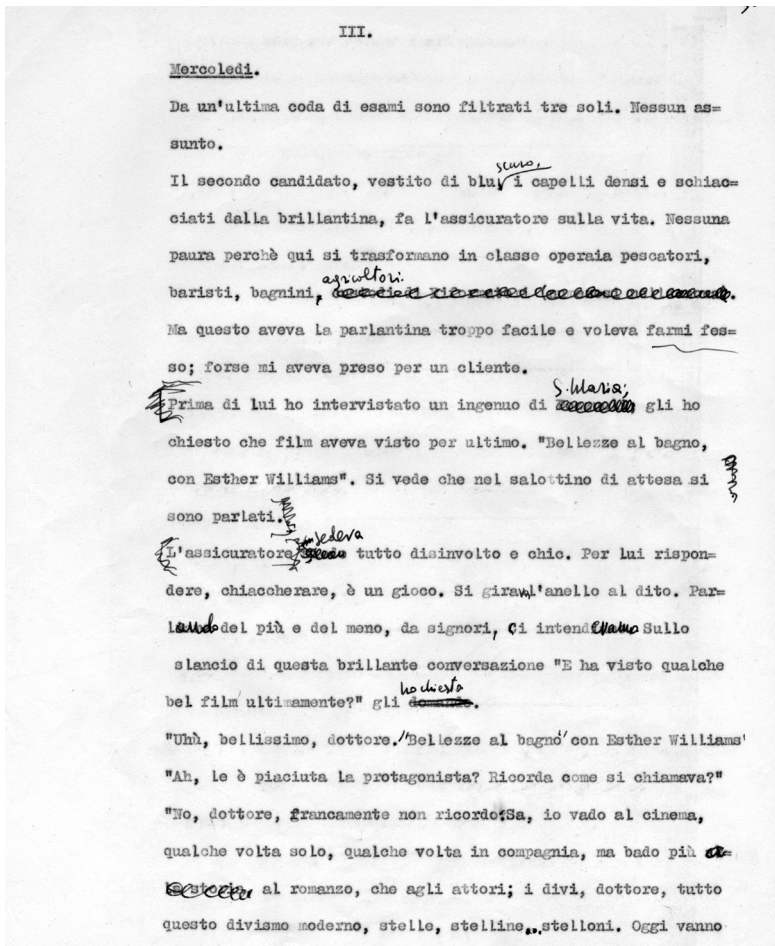 III.
Mercoledi.
Da un'ultima coda di esami sono filtrati tre soli. Nessun as=
sunto.
scuro,
Il secondo candidato, vestito di blu, i capelli densi e schiac=
ciati dalla brillantina, fa l'assicuratore sulla vita. Nessuna
paura perchè qui si trasformano in classe operaia pescatori,
agricoltori.
baristi, bagnini,
Ma questo aveva la parlantina troppo facile e voleva farmi fes=
so; forse mi aveva preso per un cliente.
S. Maria;
Prima di lui ho intervistato un ingenuo di gli ho
chiesto che film aveva visto per ultimo. "Bellezze al bagno,
con Esther Williams". Si vede che nel salottino di attesa si
sono parlati.
sedeva
L'assicuratore tutto disinvolto e chic. Per lui rispon=
dere, chiaccherare, è un gioco. Si girava l'anello al dito. Par=
lando del più e del meno, da signori, ci intendevamo Sullo
slancio di questa brillante conversazione "E ha visto qualche
ho chiesto
bel film ultimamente?" gli domando.
"Uhù, bellissimo, dottore. "Bellezze al bagno" con Esther Williams"
"Ah, le è piaciuta la protagonista? Ricorda come si chiamava?"
"No, dottore, francamente non ricordo. Sa, io vado al cinema,
qualche volta solo, qualche volta in compagnia, ma bado più
la storia al romanzo, che agli attori; i divi, dottore, tutto
questo divismo moderno, stelle, stelline, stelloni. Oggi vanno